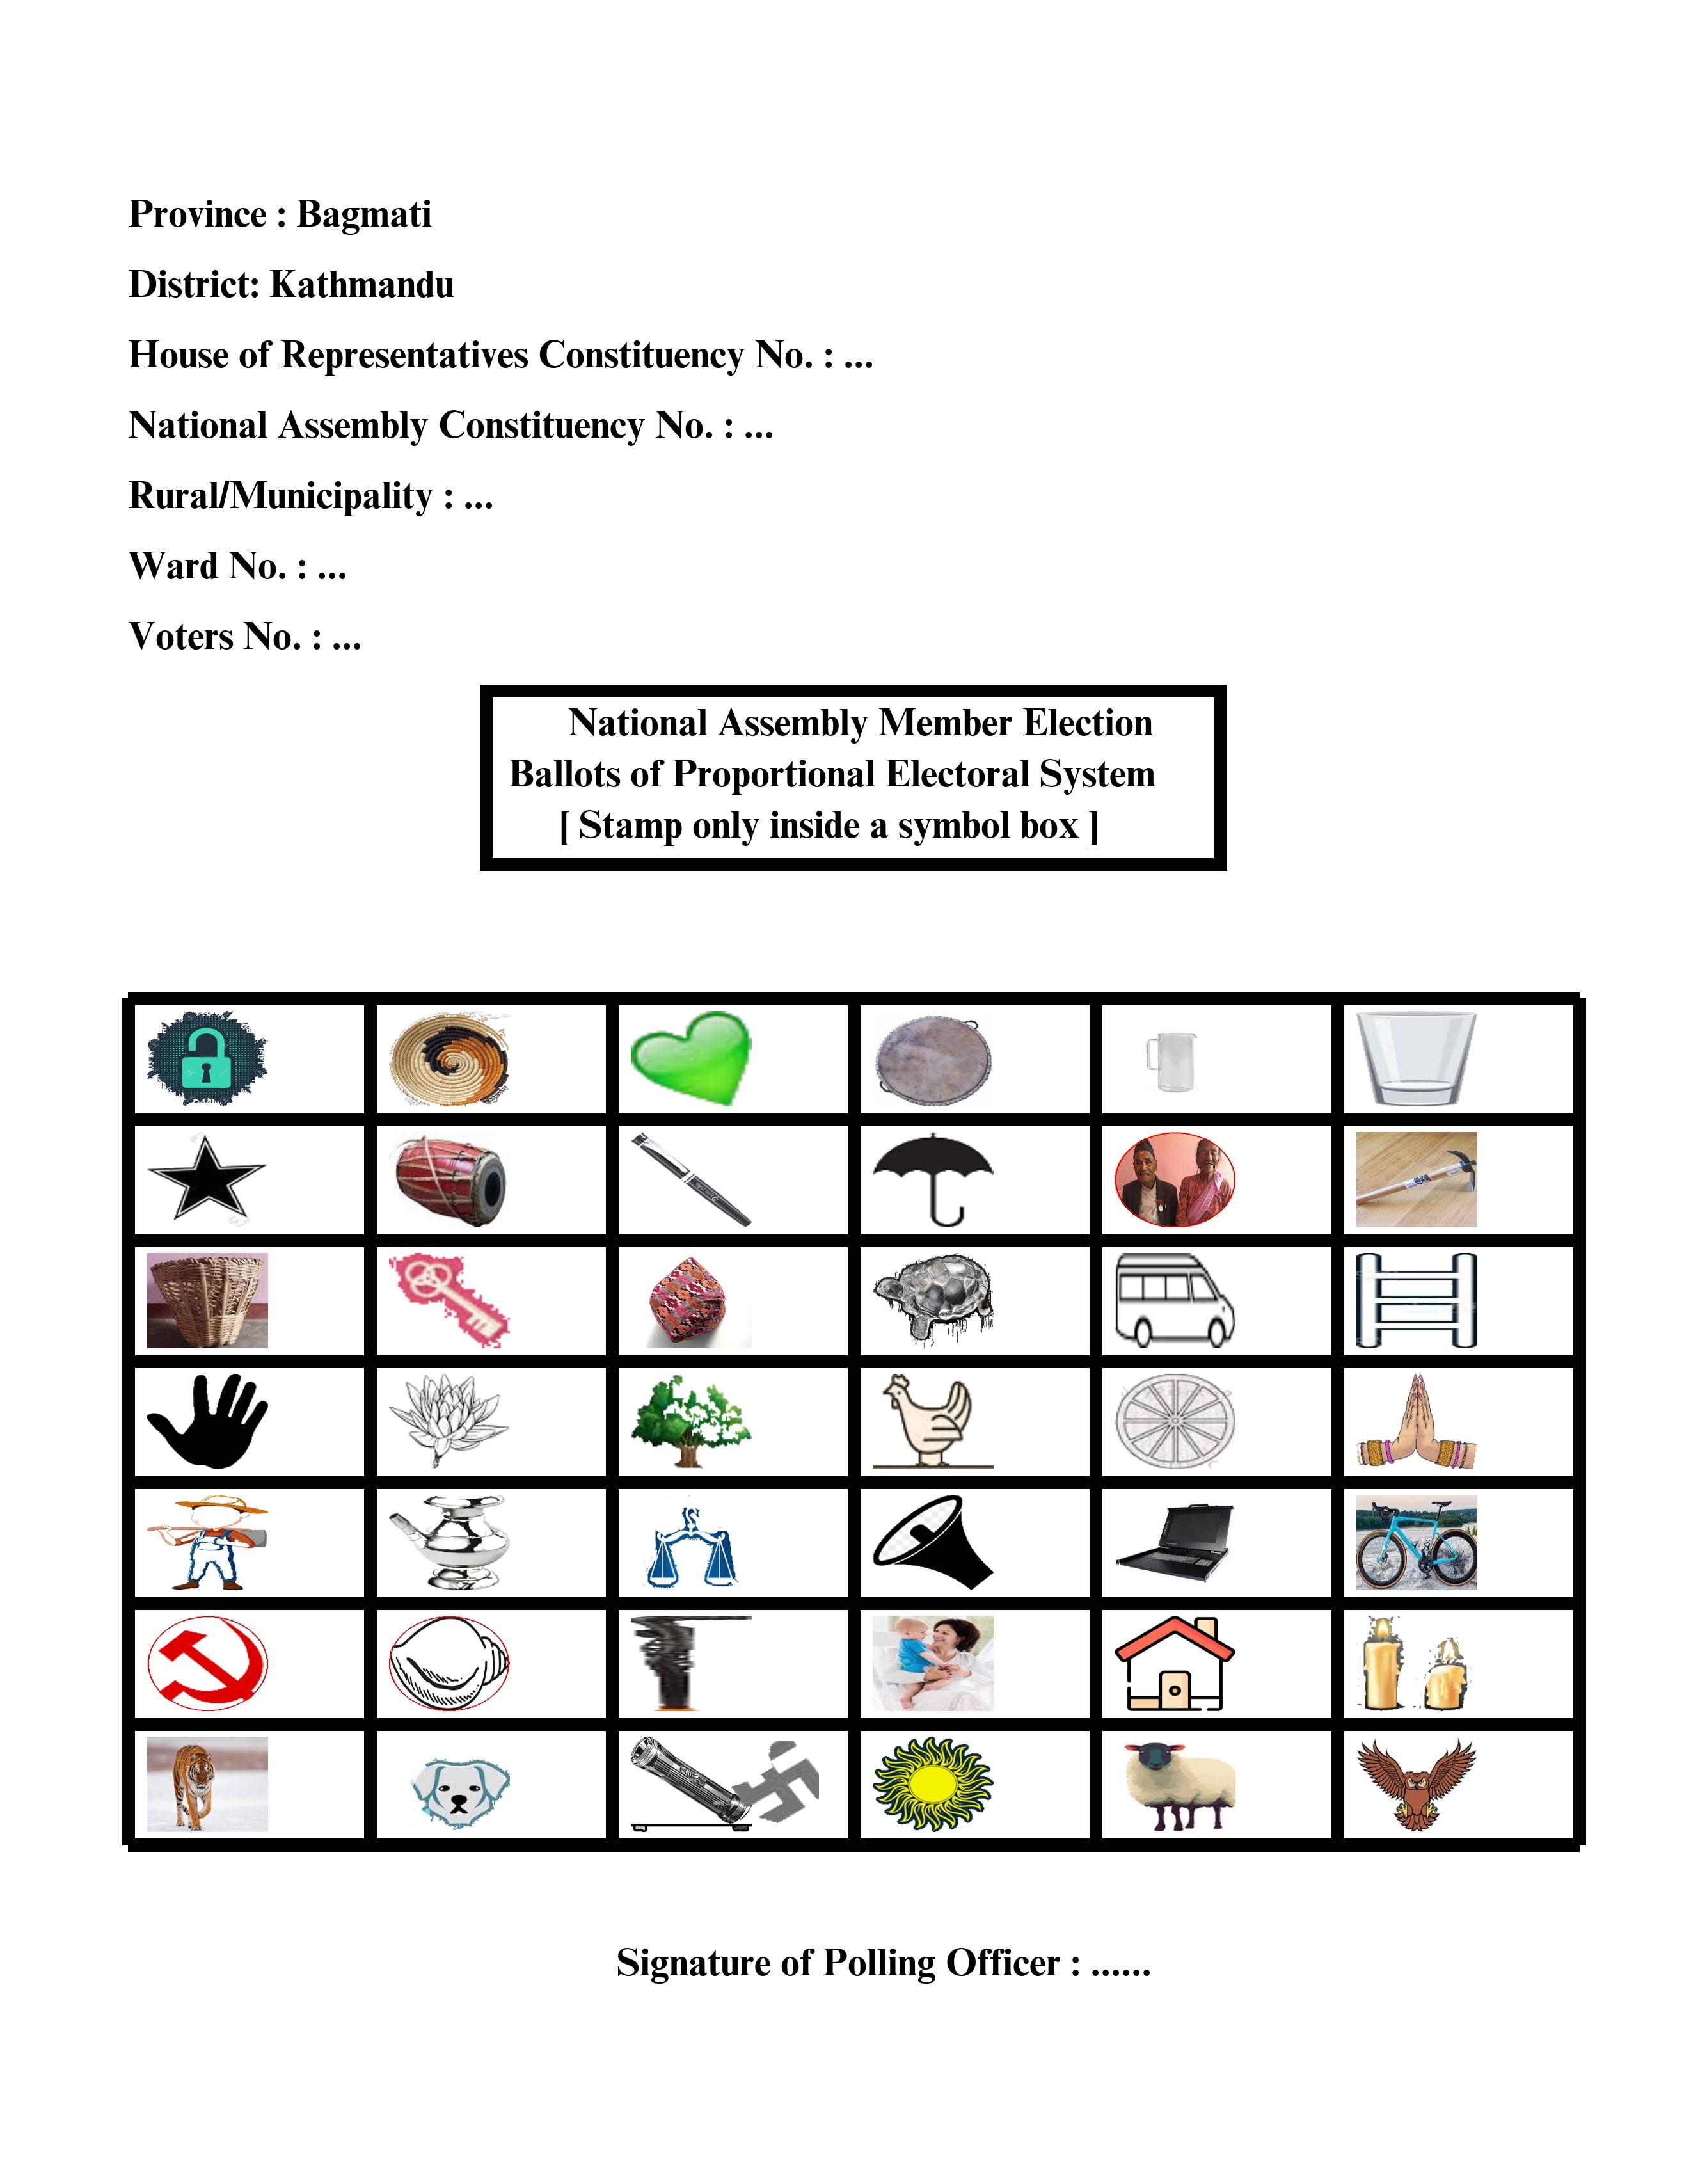 Province : Bagmati
District: Kathmandu
House of Representatives Constituency No. : ...
National Assembly Constituency No. : ...
Rural/Municipality : ...
Ward No. : ...
Voters No. : ...
National Assembly Member Election
Ballots of Proportional Electoral System
[ Stamp only inside a symbol box ]
Signature of Polling Officer : ......